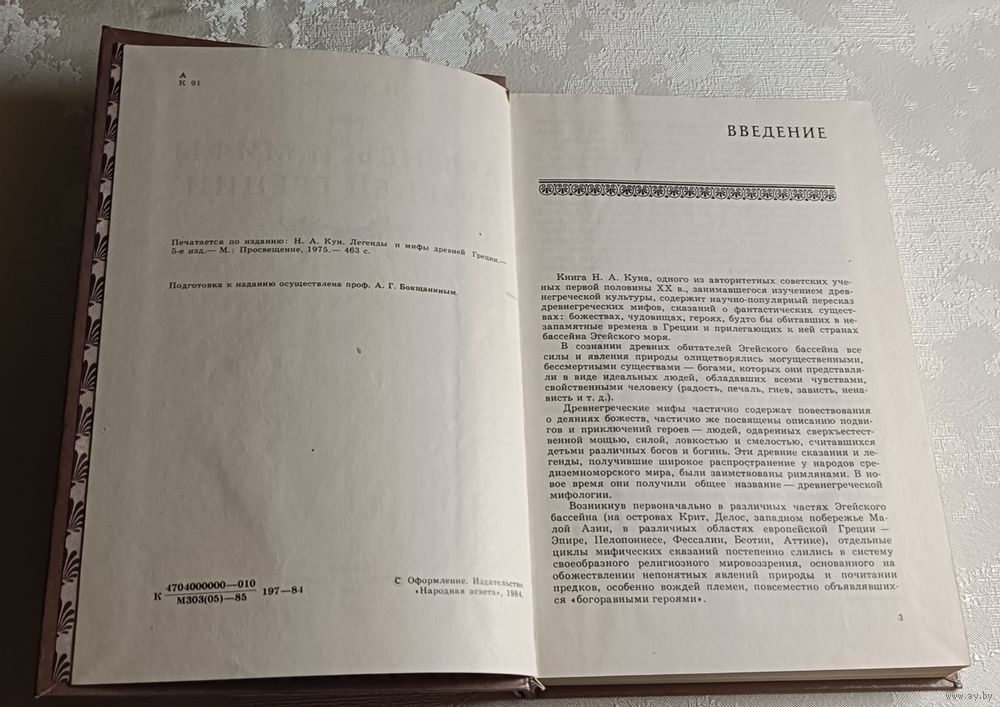 А
К 91
Печатается по изданию: Н. А. Кун. Легенды и мифы древней Греции.—
5-е изд.— М.: Просвещение, 1975.— 463 с.
Подготовка к изданию осуществлена проф. А. Г. Бокщаниным.
К 4704000000—010
М303(05)—85 197—84
С Оформление. Издательство
«Народная асвета», 1984.
ВВЕДЕНИЕ
Книга Н. А. Куна, одного из авторитетных советских уче-
ных первой половины XX в., занимавшегося изучением древ-
негреческой культуры, содержит научно-популярный пересказ
древнегреческих мифов, сказаний о фантастических сущест-
вах: божествах, чудовищах, героях, будто бы обитавших в не-
запамятные времена в Греции и прилегающих к ней странах
бассейна Эгейского моря.
В сознании древних обитателей Эгейского бассейна все
силы и явления природы олицетворялись могущественными,
бессмертными существами — богами, которых они представля-
ли в виде идеальных людей, обладавших всеми чувствами,
свойственными человеку (радость, печаль, гнев, зависть, нена-
висть и т. д.).
Древнегреческие мифы частично содержат повествования
о деяниях божеств, частично же посвящены описанию подви-
гов и приключений героев — людей, одаренных сверхъестест-
венной мощью, силой, ловкостью и смелостью, считавшихся
детьми различных богов и богинь. Эти древние сказания и ле-
генды, получившие широкое распространение у народов сре-
диземноморского мира, были заимствованы римлянами. В но-
вое время они получили общее название — древнегреческой
мифологии.
Возникнув первоначально в различных частях Эгейского
бассейна (на островах Крит, Делос, западном побережье Ма-
лой Азии, в различных областях европейской Греции —
Эпире, Пелопоннесе, Фессалии, Беотии, Аттике), отдельные
циклы мифических сказаний постепенно слились в систему
своеобразного религиозного мировоззрения, основанного на
обожествлении непонятных явлений природы и почитании
предков, особенно вождей племен, повсеместно объявлявших-
ся «богоравными героями».
3
www.ay.by